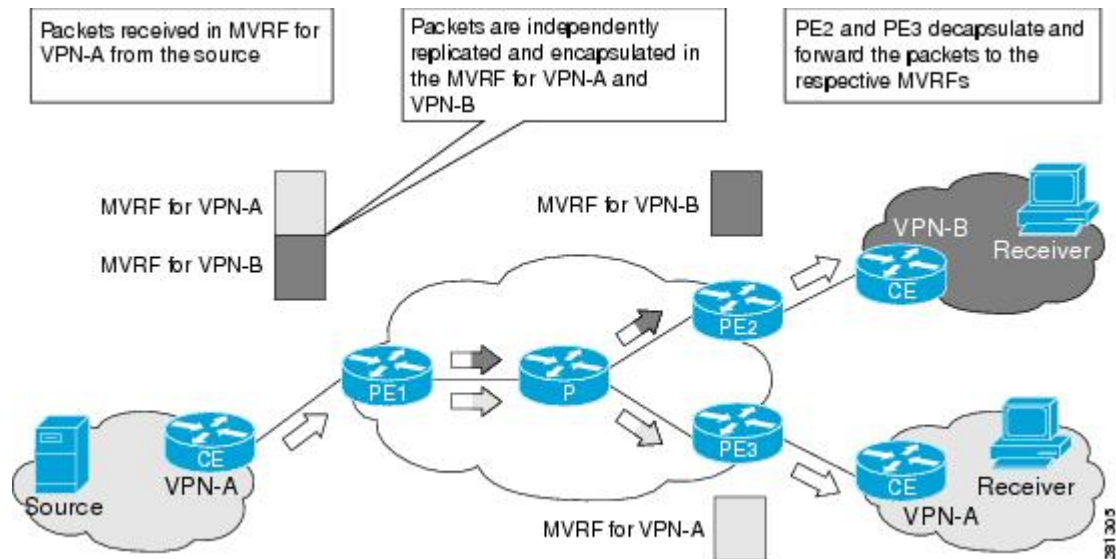 Packets received in MVRF for
VPN-A from the source
Packets are independently
replicated and encapsulated in
the MVRF for VPN-A and
VPN-B
PE2 and PE3 decapsulate and
forward the packets to the
respective MVRFs
MVRF for VPN-A
MVRF for VPN-B
MVRF for VPN-B
VPN-B
Receiver
CE
PE2
PE1
P
PE3
CE
VPN-A
Source
CE
Receiver
VPN-A
MVRF for VPN-A